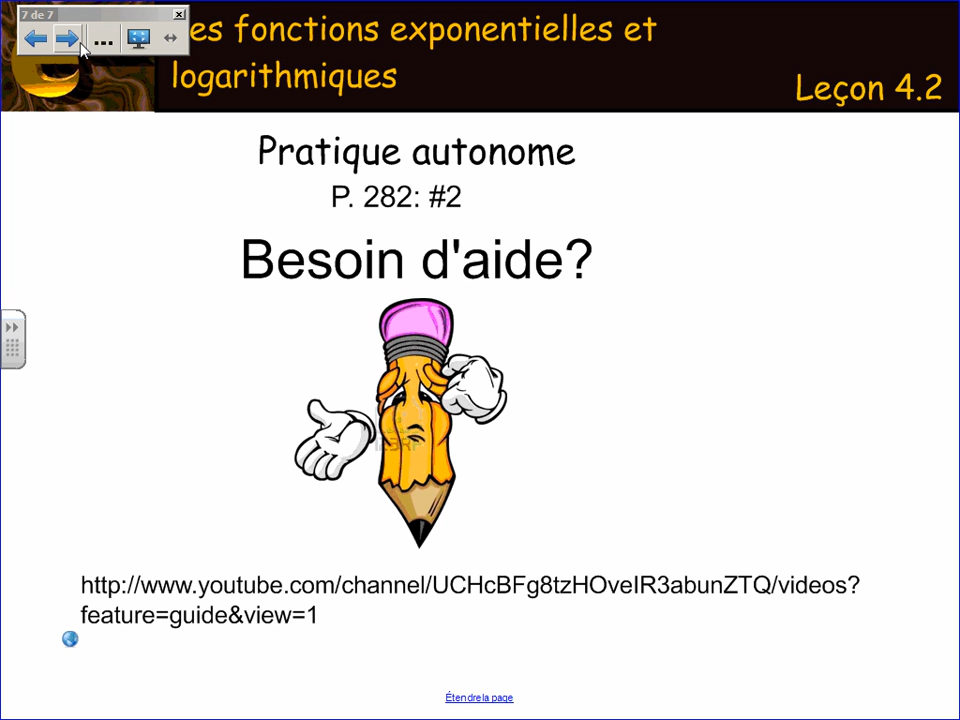 7 de 7
es fonctions exponentielles et
logarithmiques
Leçon 4.2
Pratique autonome
P. 282: #2
Besoin d'aide?
http://www.youtube.com/channel/UCHcBFg8tzHOveIR3abunZTQ/videos?
feature=guide&view=1
Étendre la page